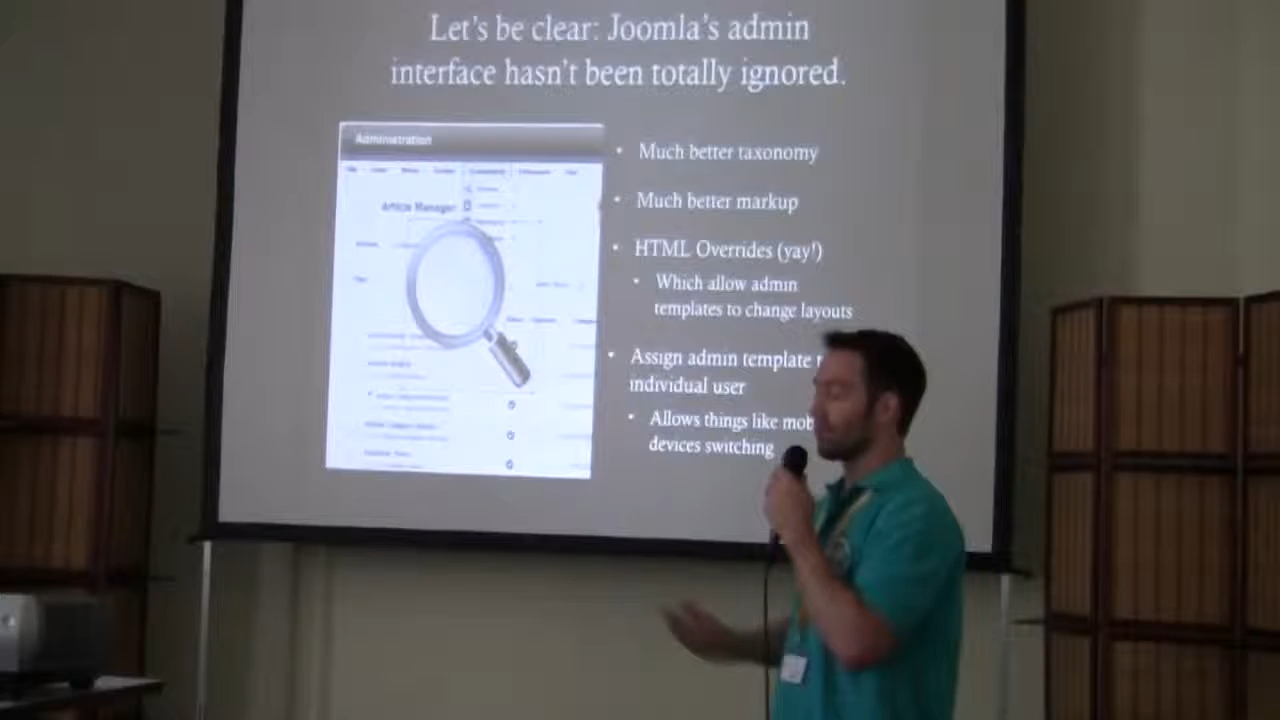 Let's be clear: Joomla's admin
interface hasn't been totally ignored.
Administration
Article Manager
• Much better taxonomy
• Much better markup
• HTML Overrides (yay!)
• Which allow admin
templates to change layouts
• Assign admin template
individual user
• Allows things like mob
devices switching